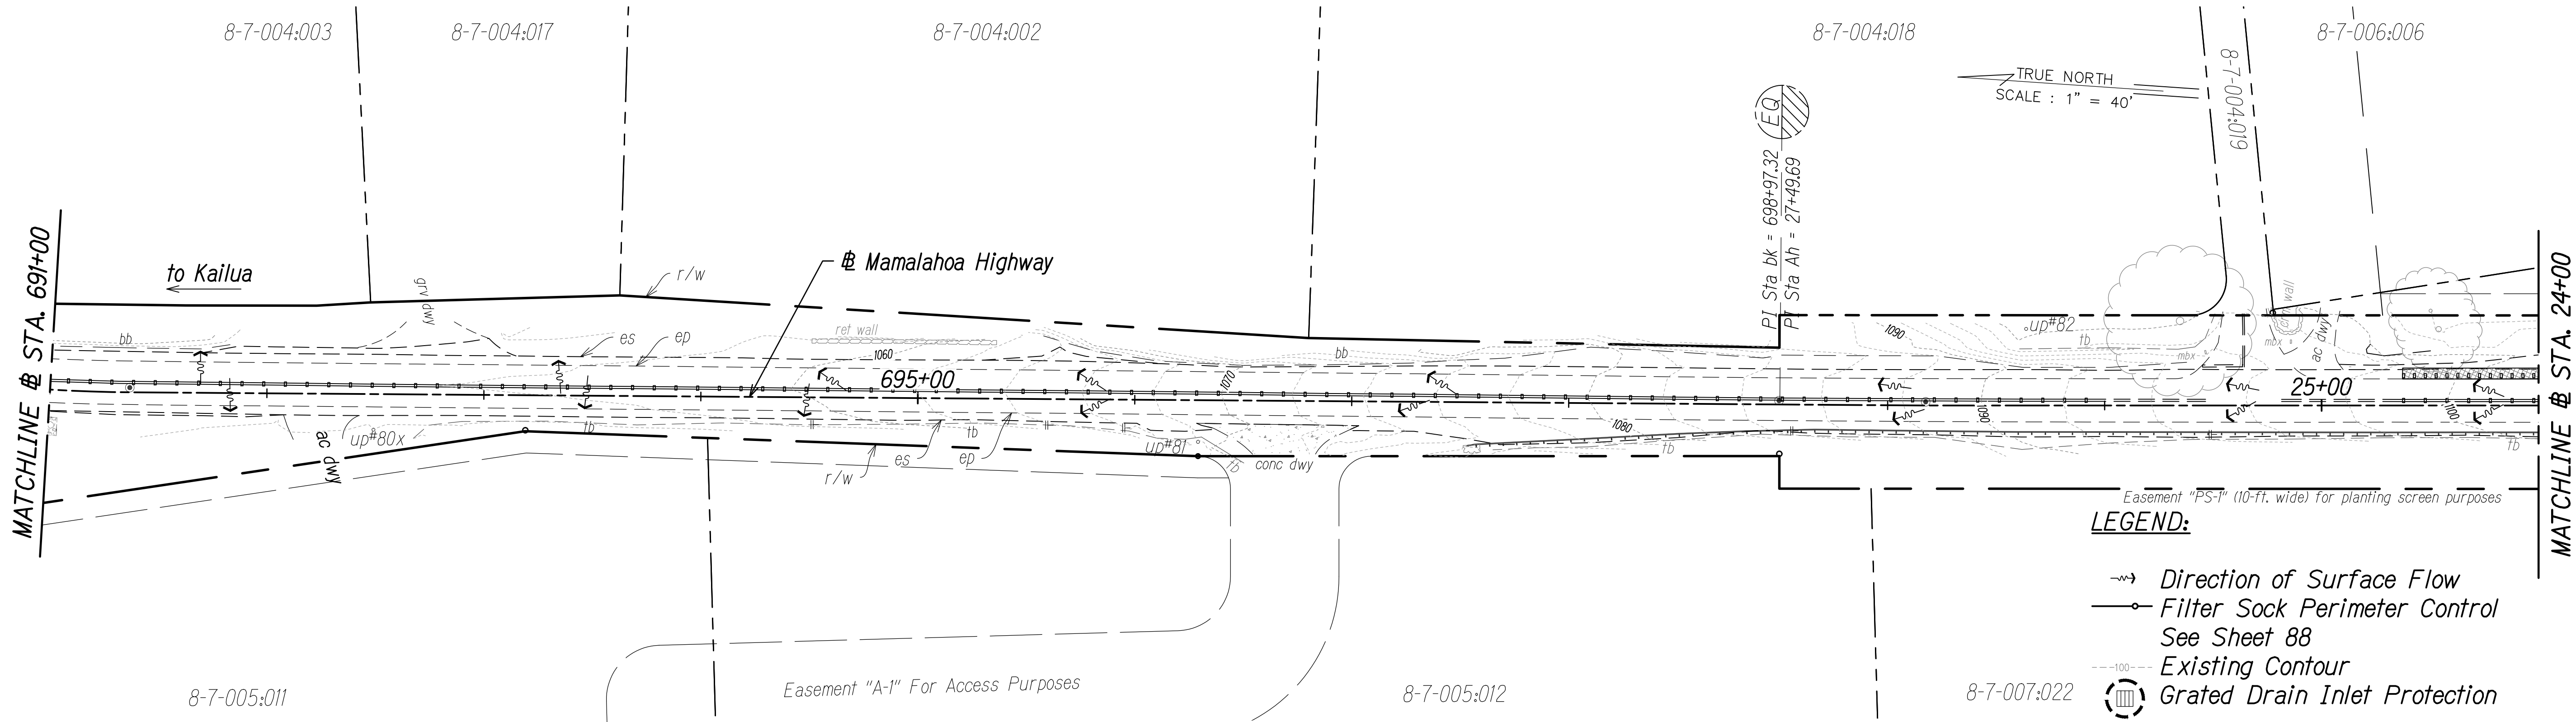 8-7-004:003
8-7-004:017
8-7-004:002
8-7-004:018
8-7-006:006
8-7-004:019
TRUE NORTH
SCALE : 1" = 40'
EQ
PI Sta bk = 698+97.32
PI Sta Ah = 27+49.69
MATCHLINE ⅊ STA. 691+00
to Kailua
grv dwy
r/w
⅊ Mamalahoa Highway
bb
es
ep
ret wall
1060
695+00
bb
1070
1090
up#82
tb
mbx
crm wall
mbx
ac dwy
25+00
1100
MATCHLINE ⅊ STA. 24+00
ac dwy
up#80x
tb
r/w
es
ep
tb
up#81
tb
conc dwy
1080
tb
1090
tb
Easement "PS-1" (10-ft. wide) for planting screen purposes
LEGEND:
Direction of Surface Flow
Filter Sock Perimeter Control
See Sheet 88
100
Existing Contour
Grated Drain Inlet Protection
8-7-005:011
Easement "A-1" For Access Purposes
8-7-005:012
8-7-007:022